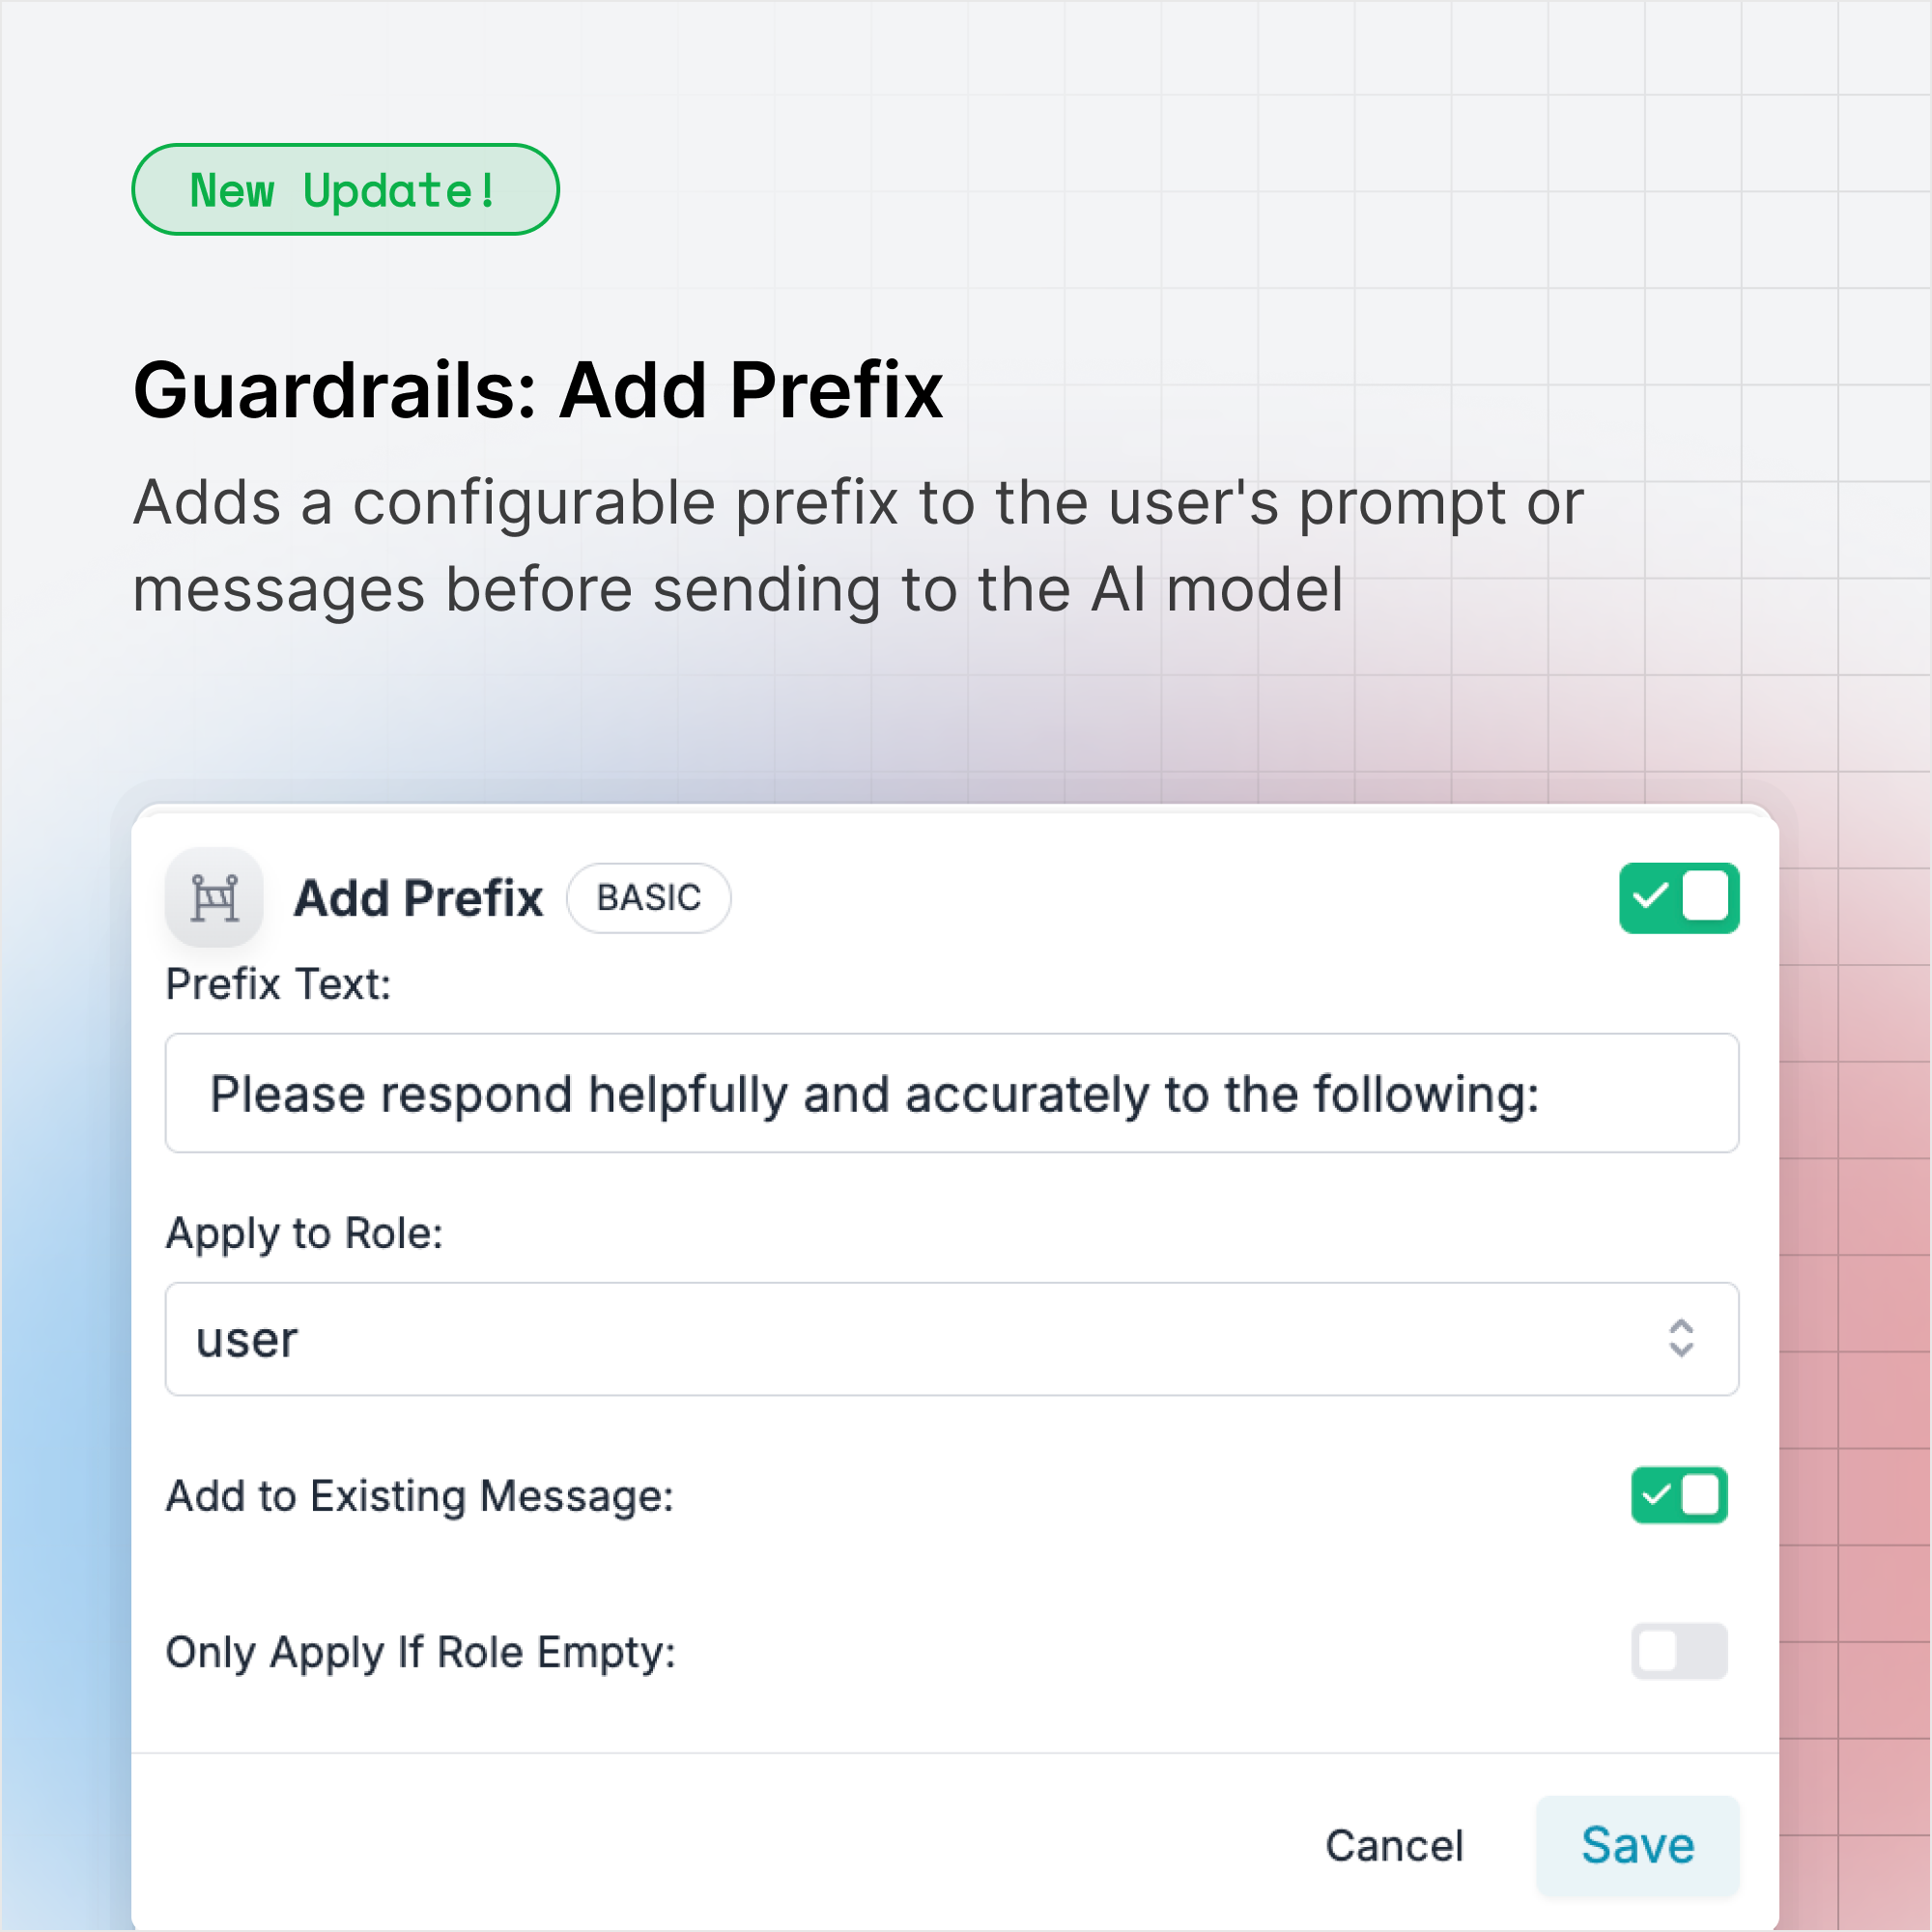 New Update!
Guardrails: Add Prefix
Adds a configurable prefix to the user's prompt or
messages before sending to the AI model
Add Prefix BASIC
Prefix Text:
Please respond helpfully and accurately to the following:
Apply to Role:
user
Add to Existing Message:
Only Apply If Role Empty:
Cancel Save